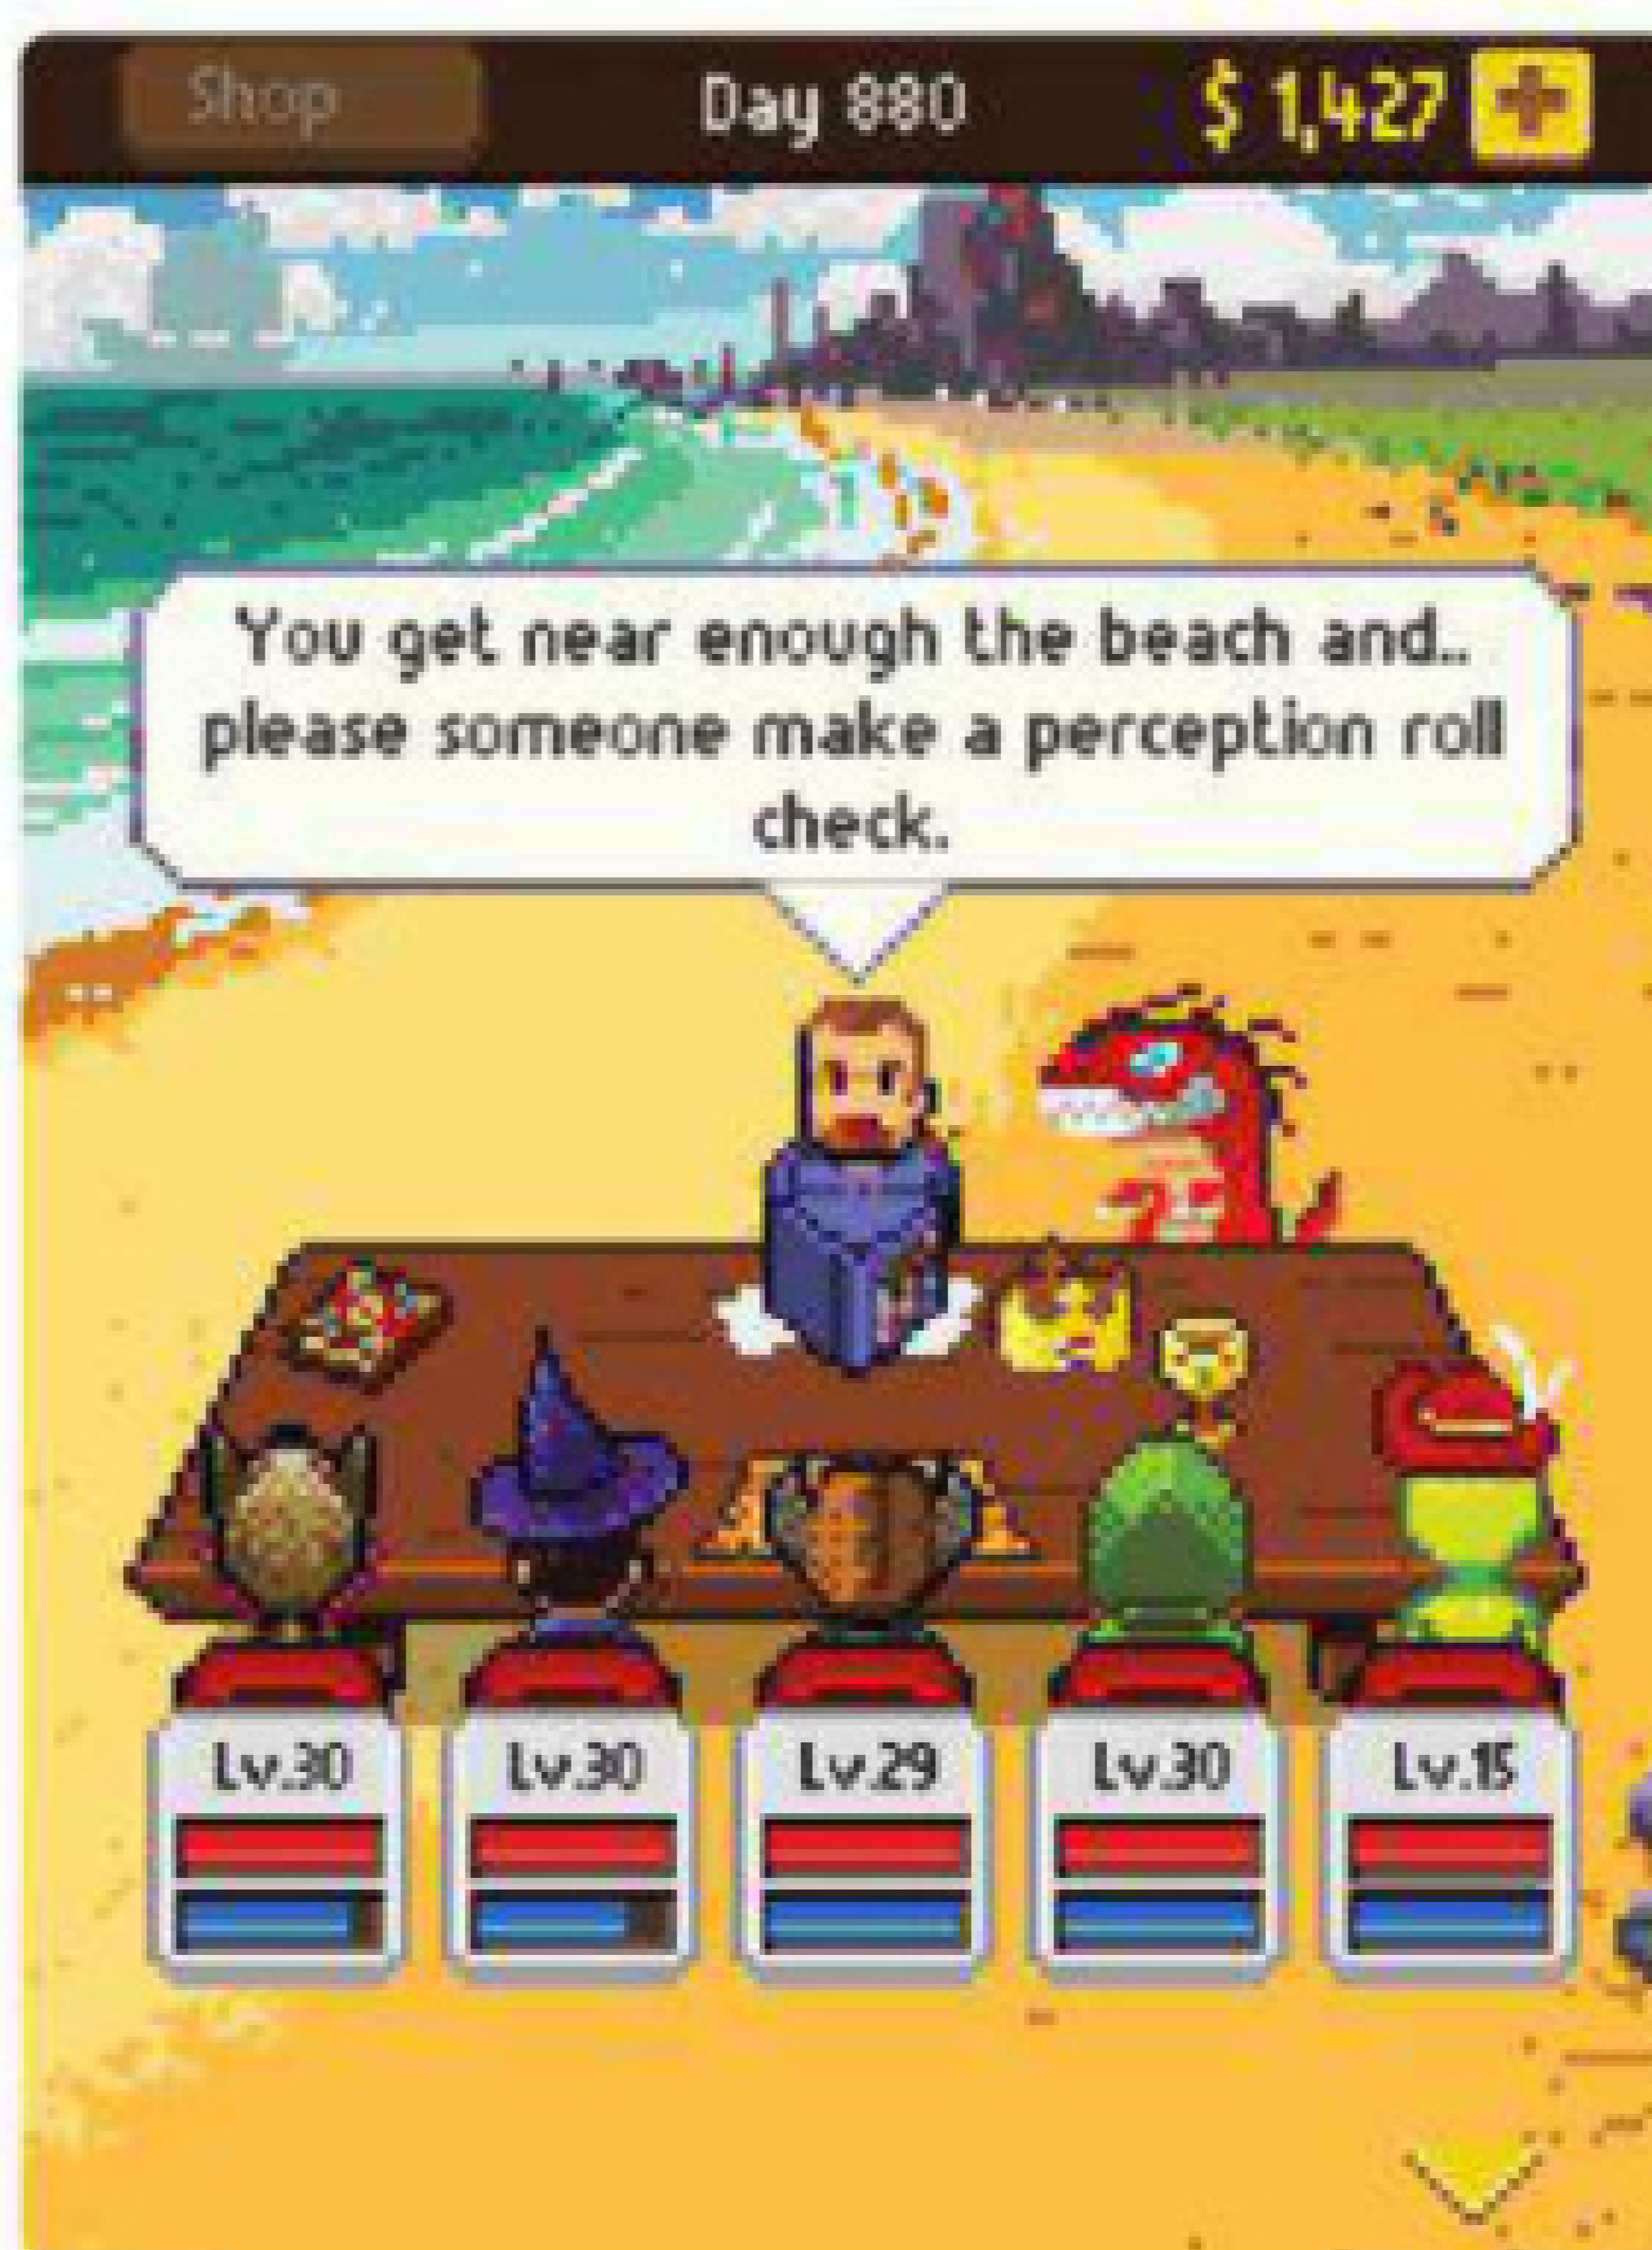 Shop
Day 880
$ 1,427
You get near enough the beach and..
please someone make a perception roll
check.
Lv.30
Lv.30
Lv.29
Lv.30
Lv.15